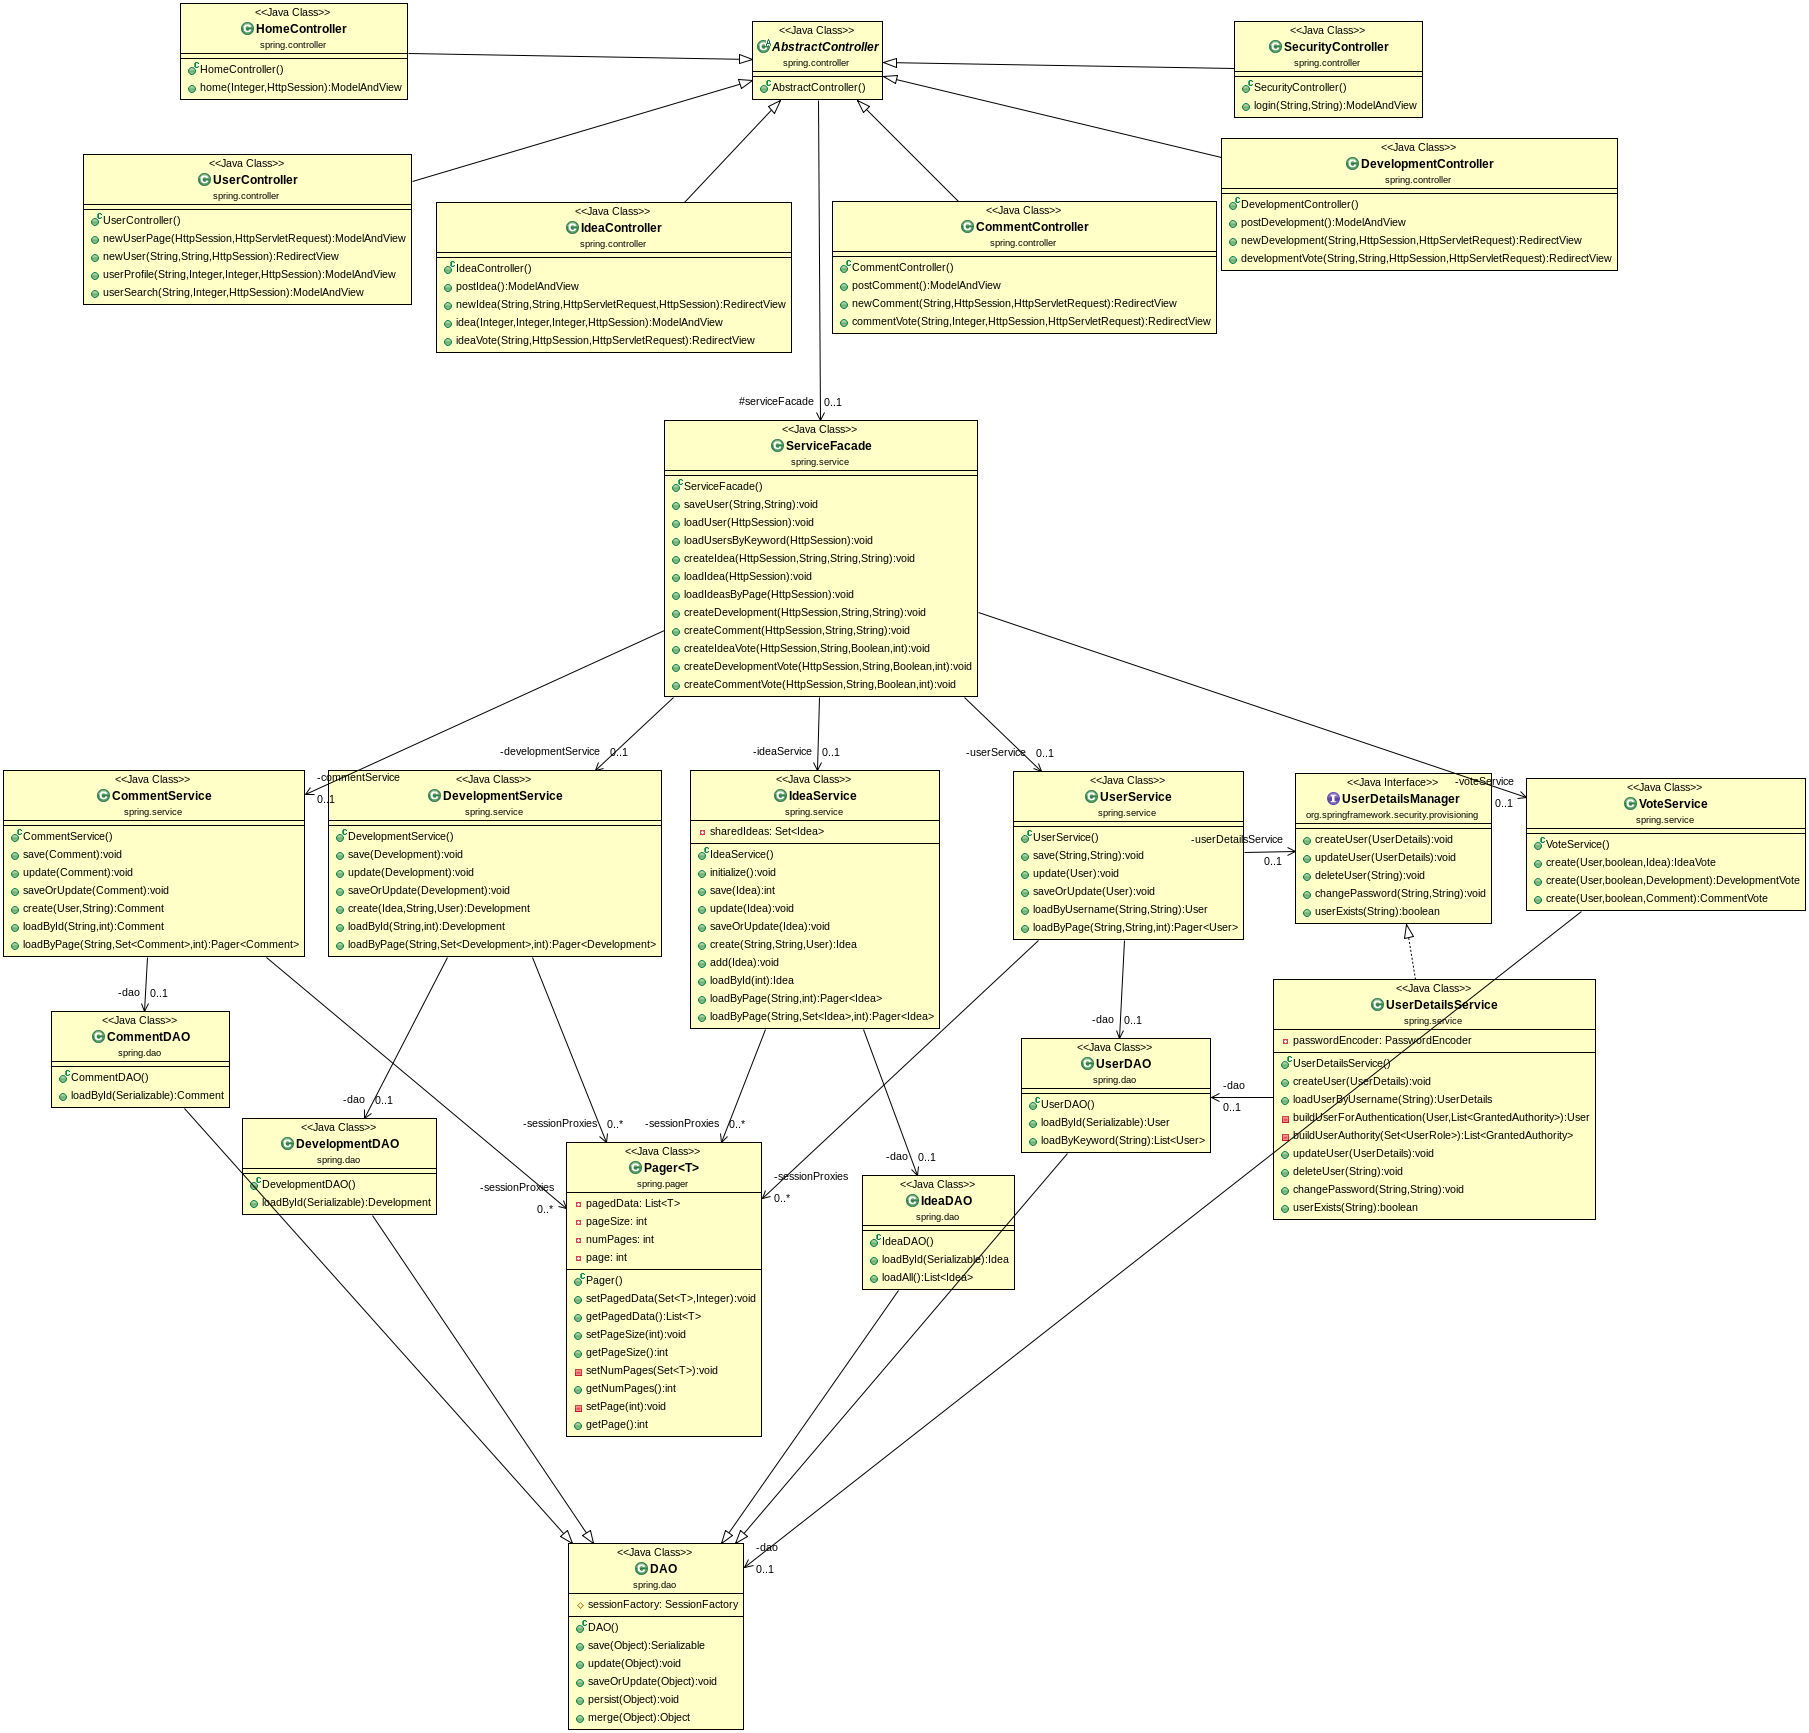 <<Java Class>>
HomeController
spring.controller
HomeController()
home(Integer,HttpSession):ModelAndView
<<Java Class>>
AbstractController
spring.controller
AbstractController()
<<Java Class>>
SecurityController
spring.controller
SecurityController()
login(String,String):ModelAndView
<<Java Class>>
UserController
spring.controller
UserController()
newUserPage(HttpSession,HttpServletRequest):ModelAndView
newUser(String,String,HttpSession):RedirectView
userProfile(String,Integer,Integer,HttpSession):ModelAndView
userSearch(String,Integer,HttpSession):ModelAndView
<<Java Class>>
IdeaController
spring.controller
IdeaController()
postIdea():ModelAndView
newIdea(String,String,HttpServletRequest,HttpSession):RedirectView
idea(Integer,Integer,Integer,HttpSession):ModelAndView
ideaVote(String,HttpSession,HttpServletRequest):RedirectView
<<Java Class>>
CommentController
spring.controller
CommentController()
postComment():ModelAndView
newComment(String,HttpSession,HttpServletRequest):RedirectView
commentVote(String,Integer,HttpSession,HttpServletRequest):RedirectView
<<Java Class>>
DevelopmentController
spring.controller
DevelopmentController()
postDevelopment():ModelAndView
newDevelopment(String,HttpSession,HttpServletRequest):RedirectView
developmentVote(String,String,HttpSession,HttpServletRequest):RedirectView
#serviceFacade
0..1
<<Java Class>>
ServiceFacade
spring.service
ServiceFacade()
saveUser(String,String):void
loadUser(HttpSession):void
loadUsersByKeyword(HttpSession):void
createIdea(HttpSession,String,String,String):void
loadIdea(HttpSession):void
loadIdeasByPage(HttpSession):void
createDevelopment(HttpSession,String,String):void
createComment(HttpSession,String,String):void
createIdeaVote(HttpSession,String,Boolean,int):void
createDevelopmentVote(HttpSession,String,Boolean,int):void
createCommentVote(HttpSession,String,Boolean,int):void
-commentService
0..1
-developmentService
0..1
-ideaService
0..1
-userService
0..1
-voteService
0..1
<<Java Class>>
CommentService
spring.service
CommentService()
save(Comment):void
update(Comment):void
saveOrUpdate(Comment):void
create(User,String):Comment
loadById(String,int):Comment
loadByPage(String,Set<Comment>,int):Pager<Comment>
<<Java Class>>
DevelopmentService
spring.service
DevelopmentService()
save(Development):void
update(Development):void
saveOrUpdate(Development):void
create(Idea,String,User):Development
loadById(String,int):Development
loadByPage(String,Set<Development>,int):Pager<Development>
<<Java Class>>
IdeaService
spring.service
sharedIdeas: Set<Idea>
IdeaService()
initialize():void
save(Idea):int
update(Idea):void
saveOrUpdate(Idea):void
create(String,String,User):Idea
add(Idea):void
loadById(int):Idea
loadByPage(String,int):Pager<Idea>
loadByPage(String,Set<Idea>,int):Pager<Idea>
<<Java Class>>
UserService
spring.service
UserService()
save(String,String):void
update(User):void
saveOrUpdate(User):void
loadByUsername(String,String):User
loadByPage(String,String,int):Pager<User>
-userDetailsService
0..1
<<Java Interface>>
UserDetailsManager
org.springframework.security.provisioning
createUser(UserDetails):void
updateUser(UserDetails):void
deleteUser(String):void
changePassword(String,String):void
userExists(String):boolean
<<Java Class>>
VoteService
spring.service
VoteService()
create(User,boolean,Idea):IdeaVote
create(User,boolean,Development):DevelopmentVote
create(User,boolean,Comment):CommentVote
-dao
0..1
<<Java Class>>
CommentDAO
spring.dao
CommentDAO()
loadById(Serializable):Comment
-dao
0..1
<<Java Class>>
DevelopmentDAO
spring.dao
DevelopmentDAO()
loadById(Serializable):Development
-sessionProxies
0..*
-sessionProxies
0..*
-sessionProxies
0..*
-sessionProxies
0..*
<<Java Class>>
Pager<T>
spring.pager
pagedData: List<T>
pageSize: int
numPages: int
page: int
Pager()
setPagedData(Set<T>,Integer):void
getPagedData():List<T>
setPageSize(int):void
getPageSize():int
setNumPages(Set<T>):void
getNumPages():int
setPage(int):void
getPage():int
-dao
0..1
<<Java Class>>
IdeaDAO
spring.dao
IdeaDAO()
loadById(Serializable):Idea
loadAll():List<Idea>
-dao
0..1
<<Java Class>>
UserDAO
spring.dao
UserDAO()
loadById(Serializable):User
loadByKeyword(String):List<User>
-dao
0..1
<<Java Class>>
UserDetailsService
spring.service
passwordEncoder: PasswordEncoder
UserDetailsService()
createUser(UserDetails):void
loadUserByUsername(String):UserDetails
buildUserForAuthentication(User,List<GrantedAuthority>):User
buildUserAuthority(Set<UserRole>):List<GrantedAuthority>
updateUser(UserDetails):void
deleteUser(String):void
changePassword(String,String):void
userExists(String):boolean
-dao
0..1
<<Java Class>>
DAO
spring.dao
sessionFactory: SessionFactory
DAO()
save(Object):Serializable
update(Object):void
saveOrUpdate(Object):void
persist(Object):void
merge(Object):Object